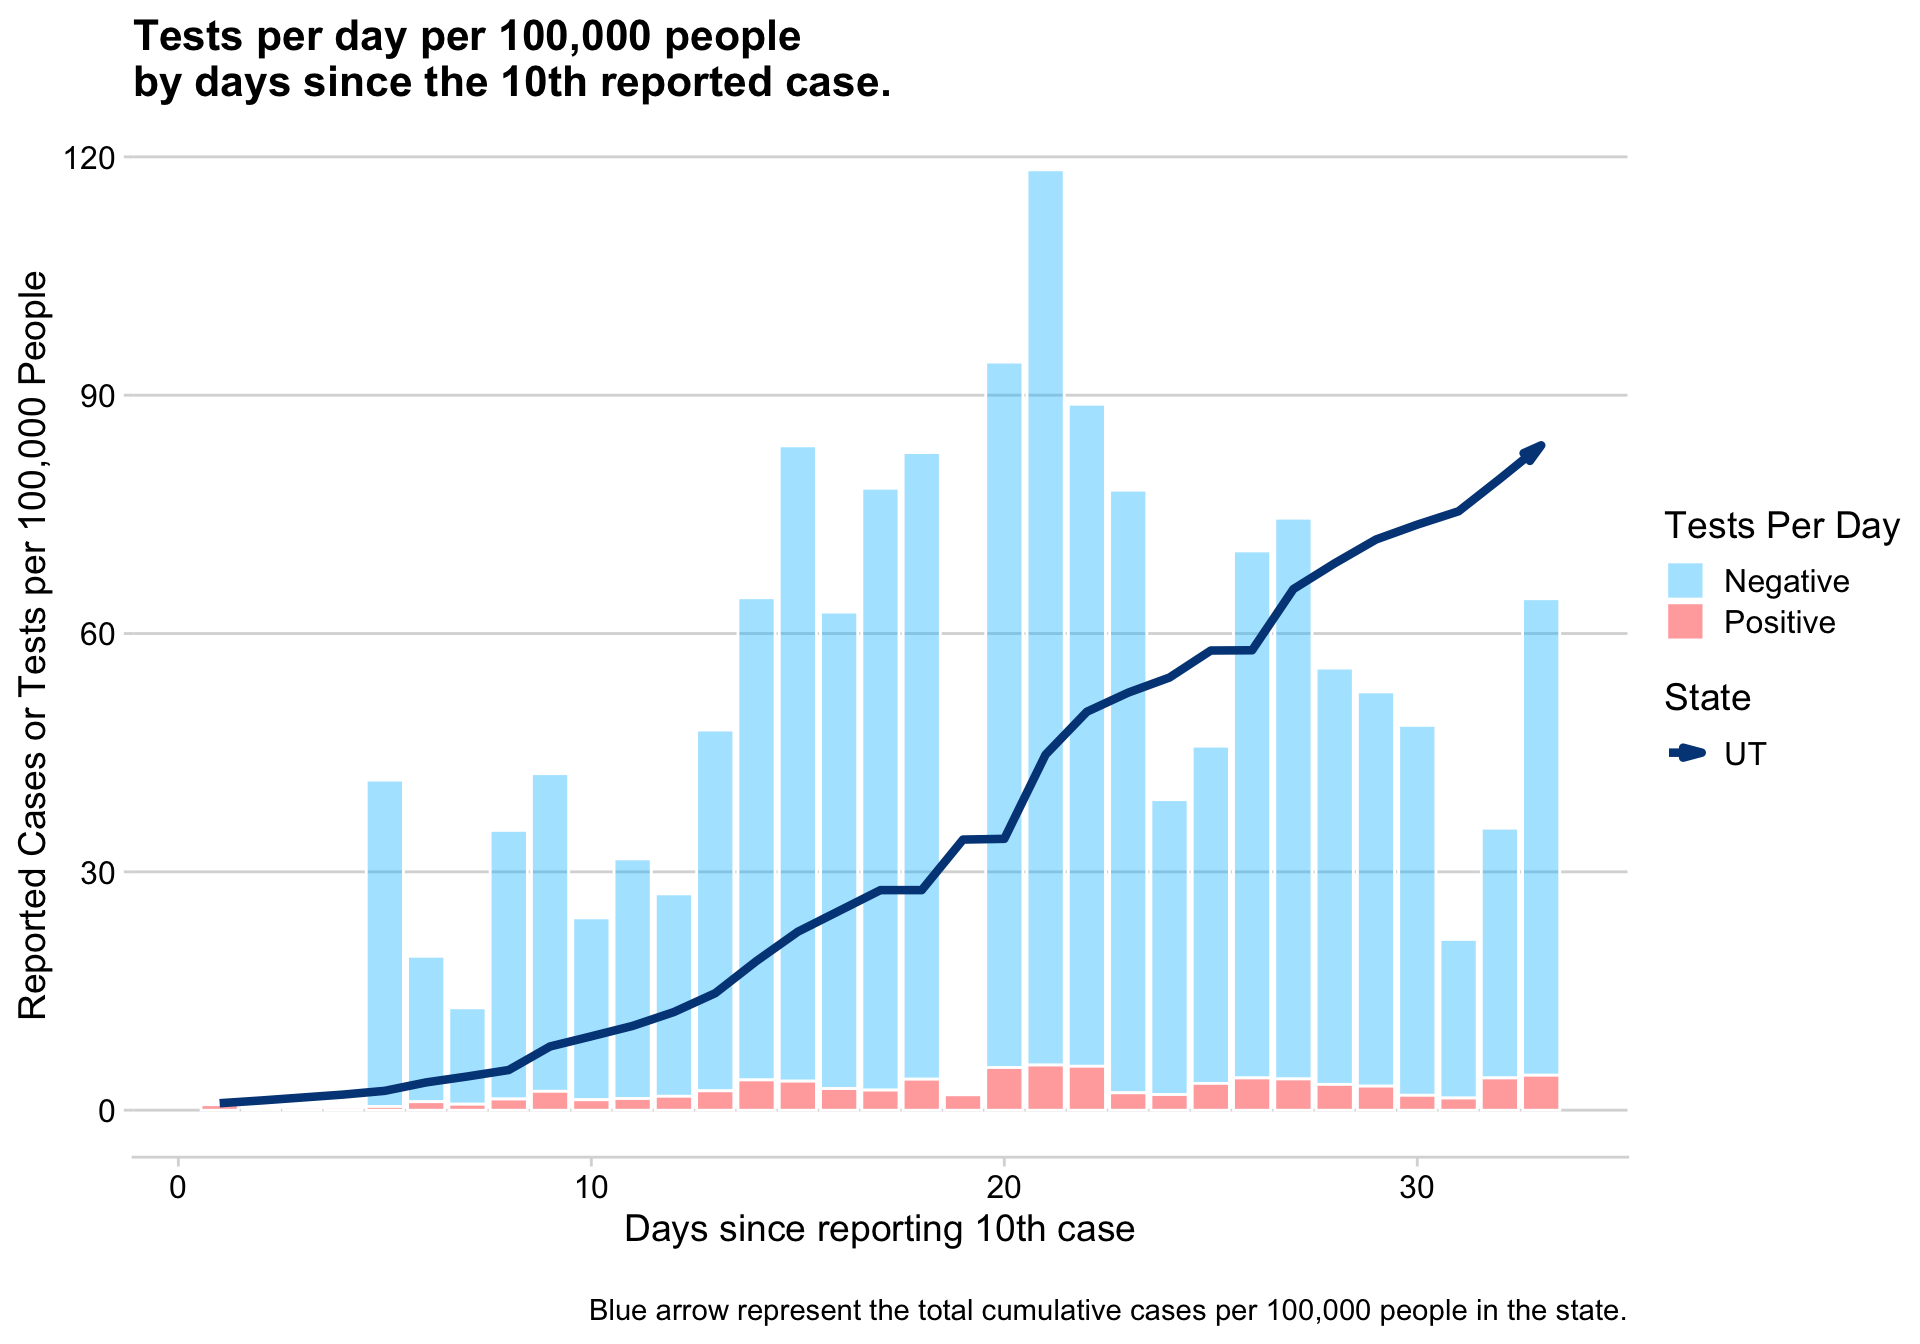 Tests per day per 100,000 people
by days since the 10th reported case.
120
90
60
30
0
Reported Cases or Tests per 100,000 People
0
10
20
30
Days since reporting 10th case
Tests Per Day
Negative
Positive
State
UT
Blue arrow represent the total cumulative cases per 100,000 people in the state.